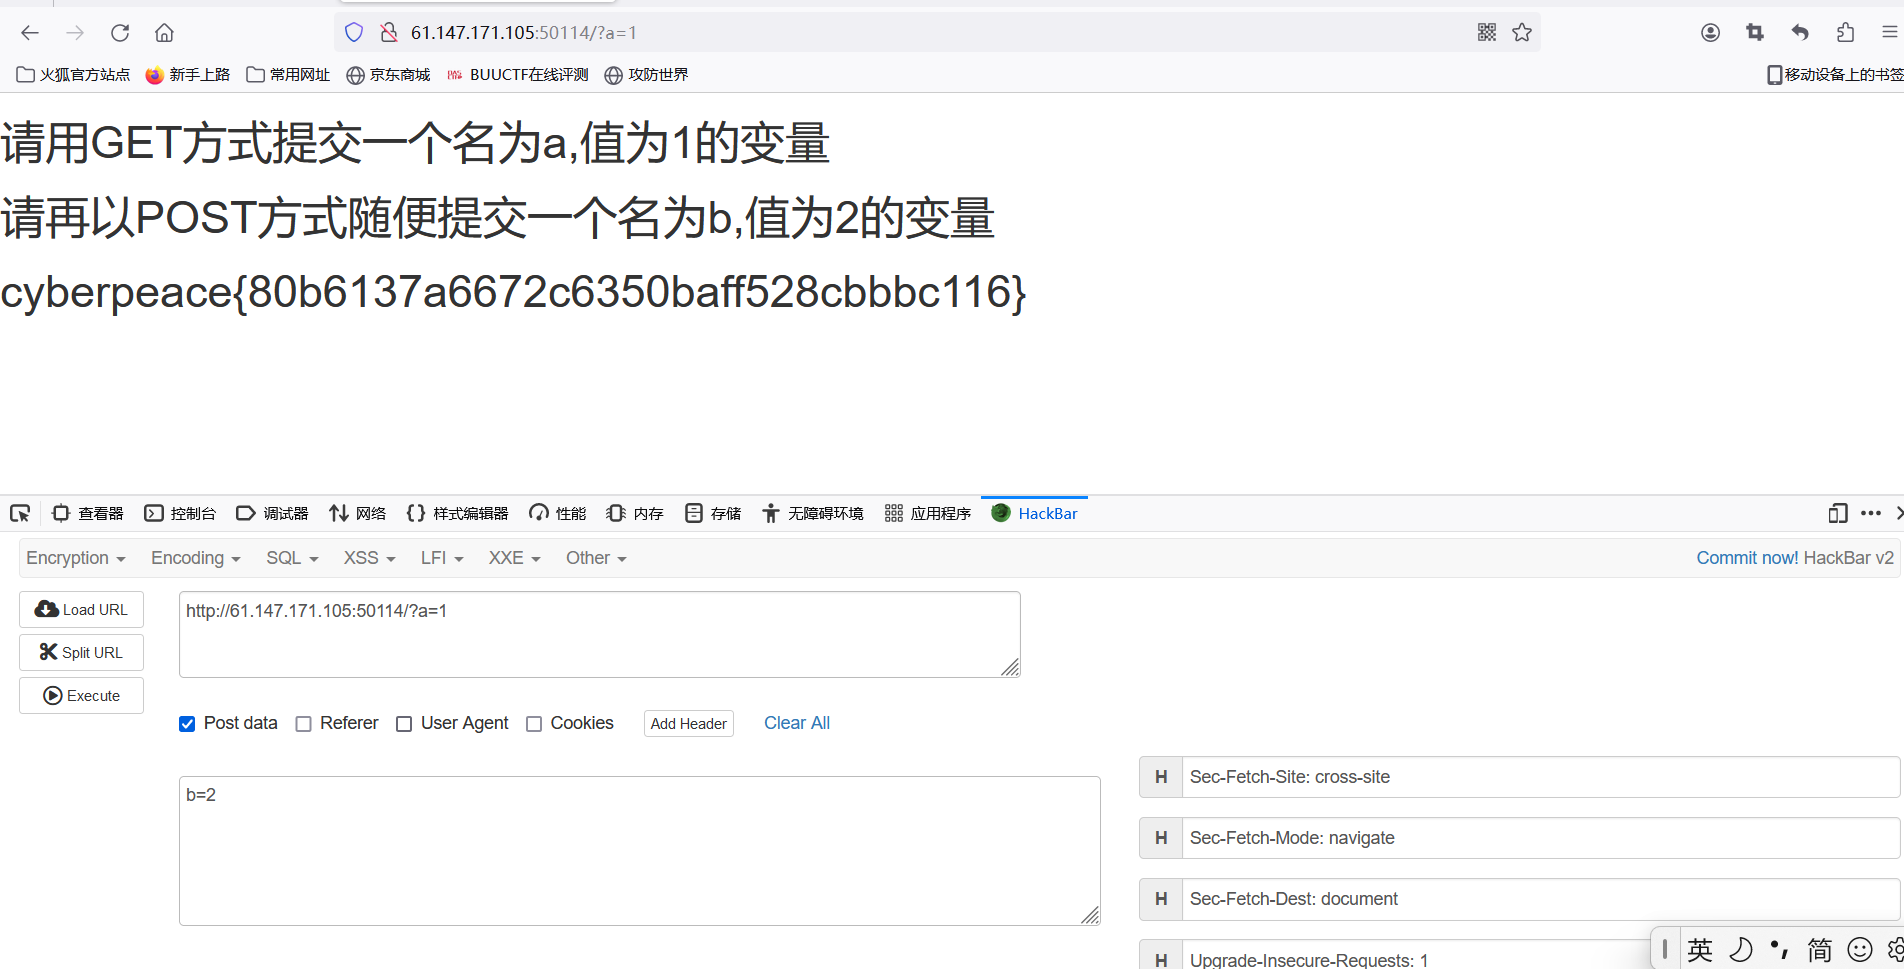 61.147.171.105:50114/?a=1
火狐官方站点 新手上路 常用网址 京东商城 BUUCTF在线评测 攻防世界 移动设备上的书签
请用GET方式提交一个名为a,值为1的变量
请再以POST方式随便提交一个名为b,值为2的变量
cyberpeace{80b6137a6672c6350baff528cbbbc116}
查看器 控制台 调试器 网络 样式编辑器 性能 内存 存储 无障碍环境 应用程序 HackBar
Encryption Encoding SQL XSS LFI XXE Other Commit now! HackBar v2
Load URL http://61.147.171.105:50114/?a=1
Split URL
Execute
Post data Referer User Agent Cookies Add Header Clear All
H Sec-Fetch-Site: cross-site
b=2
H Sec-Fetch-Mode: navigate
H Sec-Fetch-Dest: document
H Upgrade-Insecure-Requests: 1
英 简